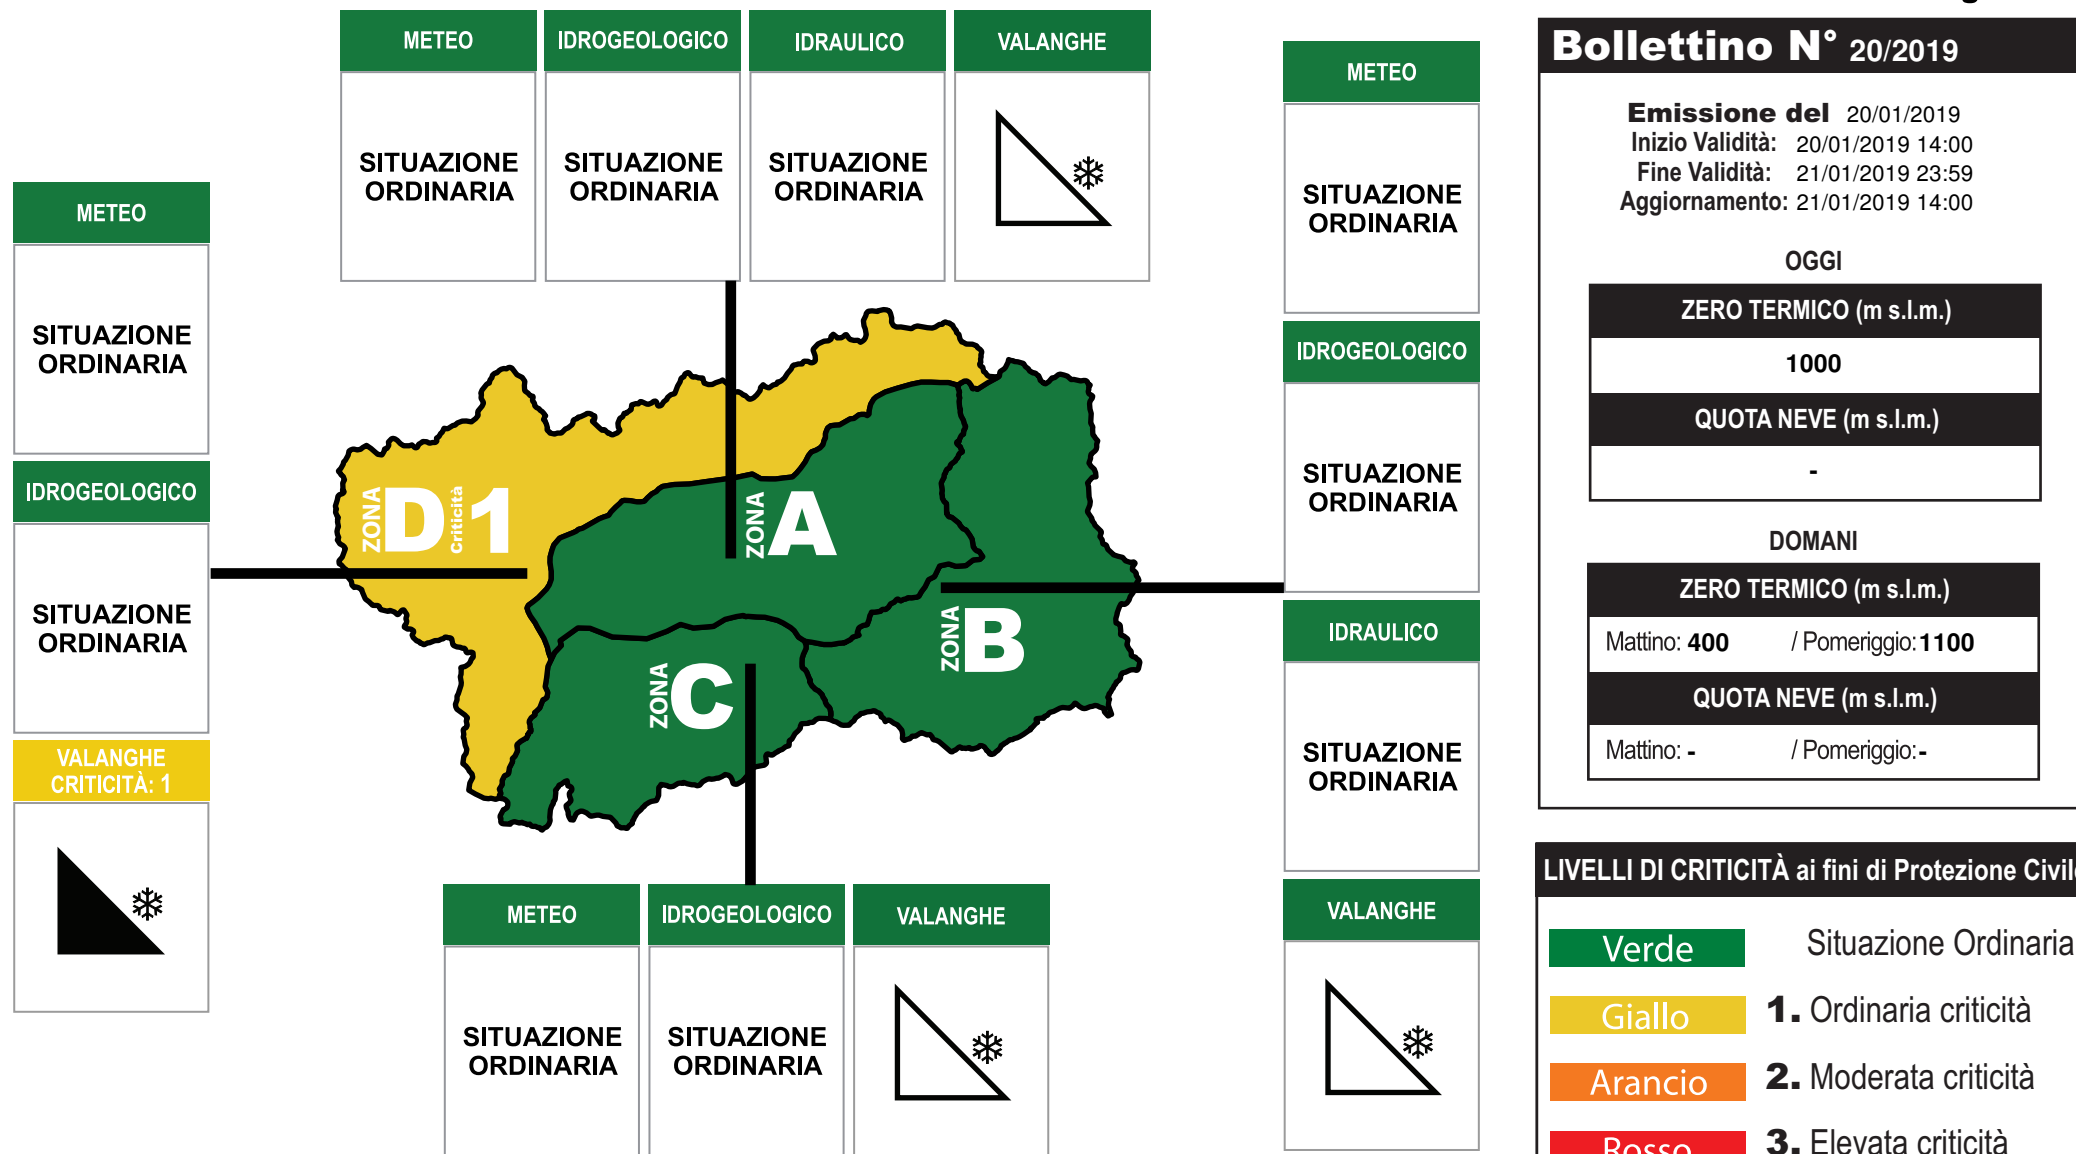 METEO
IDROGEOLOGICO
IDRAULICO
VALANGHE
SITUAZIONE
ORDINARIA
SITUAZIONE
ORDINARIA
SITUAZIONE
ORDINARIA
METEO
SITUAZIONE
ORDINARIA
IDROGEOLOGICO
SITUAZIONE
ORDINARIA
VALANGHE
CRITICITÀ: 1
ZONA D Criticità 1
ZONA A
ZONA B
ZONA C
METEO
SITUAZIONE
ORDINARIA
IDROGEOLOGICO
SITUAZIONE
ORDINARIA
IDRAULICO
SITUAZIONE
ORDINARIA
VALANGHE
METEO
IDROGEOLOGICO
VALANGHE
SITUAZIONE
ORDINARIA
SITUAZIONE
ORDINARIA
Bollettino N° 20/2019
Emissione del 20/01/2019
Inizio Validità: 20/01/2019 14:00
Fine Validità: 21/01/2019 23:59
Aggiornamento: 21/01/2019 14:00
OGGI
ZERO TERMICO (m s.l.m.)
1000
QUOTA NEVE (m s.l.m.)
-
DOMANI
ZERO TERMICO (m s.l.m.)
Mattino: 400 / Pomeriggio: 1100
QUOTA NEVE (m s.l.m.)
Mattino: - / Pomeriggio: -
LIVELLI DI CRITICITÀ ai fini di Protezione Civile
Verde Situazione Ordinaria
Giallo 1. Ordinaria criticità
Arancio 2. Moderata criticità
Rosso 3. Elevata criticità